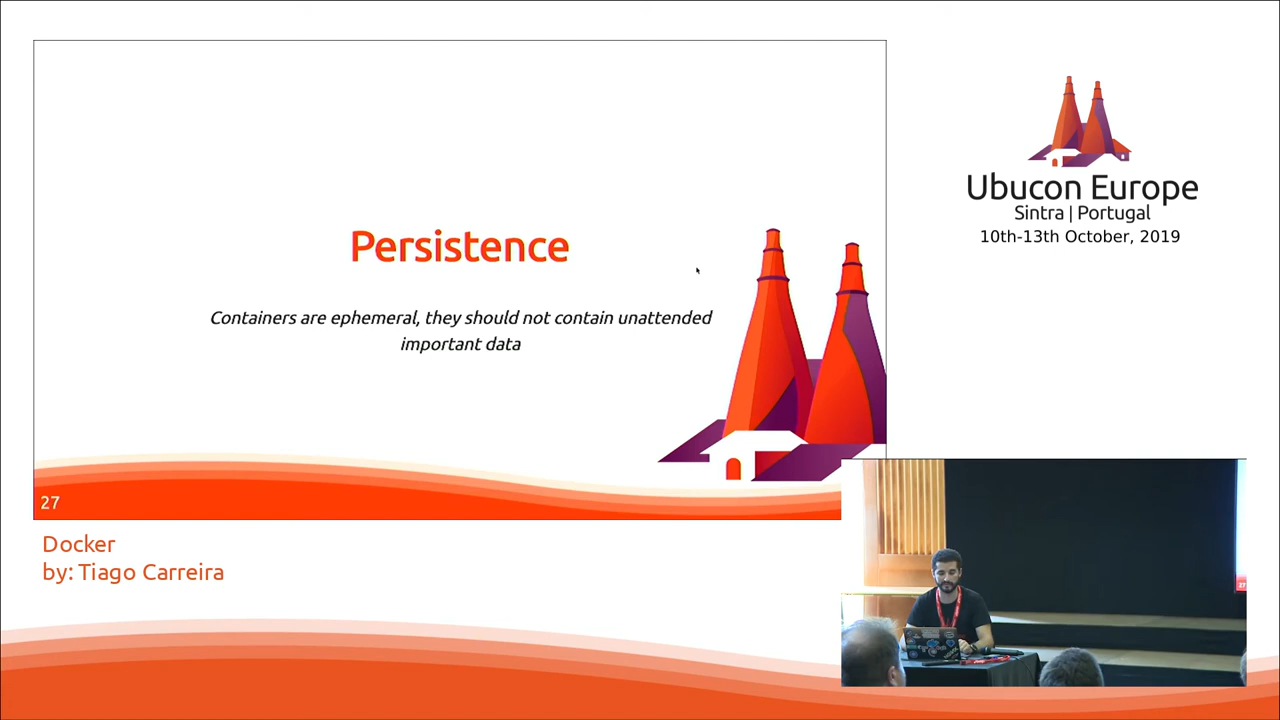 Persistence
Containers are ephemeral, they should not contain unattended
important data
27
Docker
by: Tiago Carreira
Ubucon Europe
Sintra | Portugal
10th-13th October, 2019
27